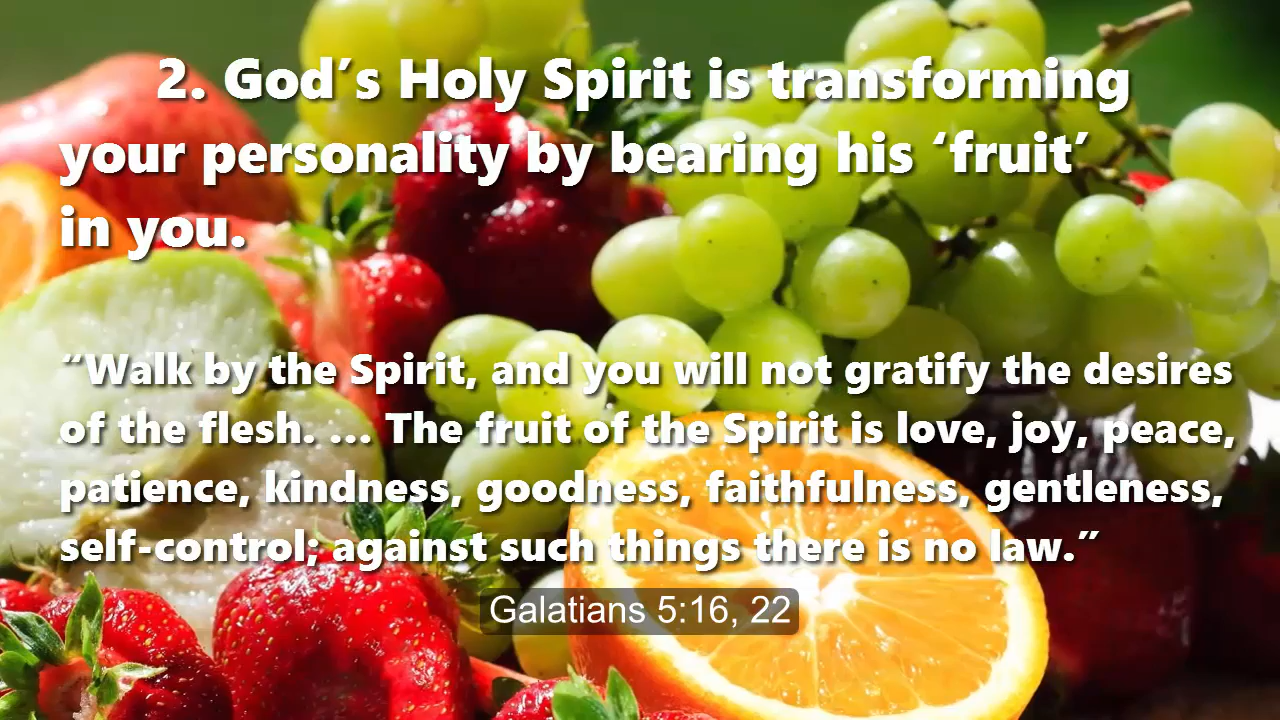 2. God’s Holy Spirit is transforming
your personality by bearing his ‘fruit’
in you.
“Walk by the Spirit, and you will not gratify the desires
of the flesh. ... The fruit of the Spirit is love, joy, peace,
patience, kindness, goodness, faithfulness, gentleness,
self-control; against such things there is no law.”
Galatians 5:16, 22